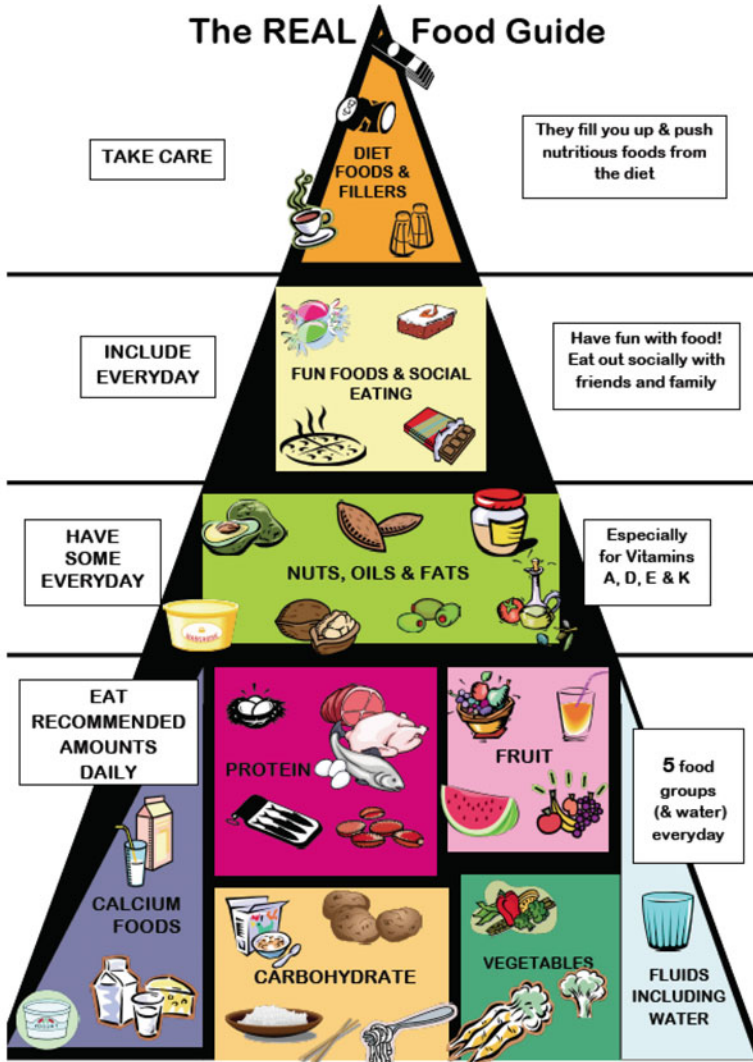 The REAL Food Guide
TAKE CARE
DIET
FOODS &
FILLERS
They fill you up & push
nutritious foods from
the diet
INCLUDE
EVERYDAY
FUN FOODS & SOCIAL
EATING
Have fun with food!
Eat out socially with
friends and family
HAVE
SOME
EVERYDAY
NUTS, OILS & FATS
Especially
for Vitamins
A, D, E & K
EAT
RECOMMENDED
AMOUNTS
DAILY
PROTEIN
FRUIT
5 food
groups
(& water)
everyday
CALCIUM
FOODS
CARBOHYDRATE
VEGETABLES
FLUIDS
INCLUDING
WATER